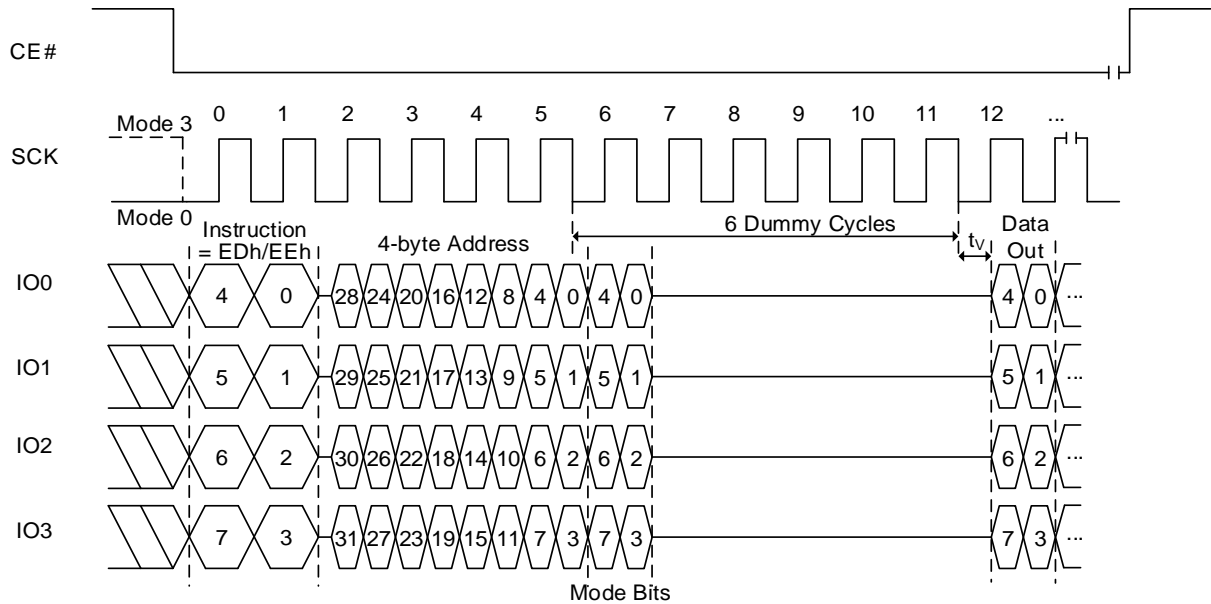 CE#
0 1 2 3 4 5 6 7 8 9 10 11 12 ...
Mode 3
SCK
Mode 0
Instruction
= EDh/EEh
4-byte Address
6 Dummy Cycles
tV
Data
Out
IO0 4 0 28 24 20 16 12 8 4 0 4 0 4 0 ...
IO1 5 1 29 25 21 17 13 9 5 1 5 1 5 1 ...
IO2 6 2 30 26 22 18 14 10 6 2 6 2 6 2 ...
IO3 7 3 31 27 23 19 15 11 7 3 7 3 7 3 ...
Mode Bits